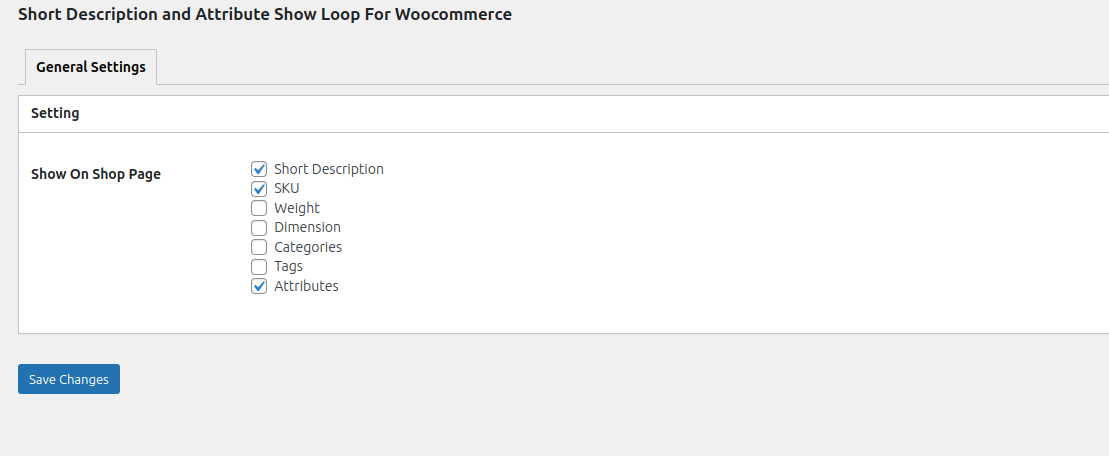 Short Description and Attribute Show Loop For Woocommerce
General Settings
Setting
Show On Shop Page
Short Description
SKU
Weight
Dimension
Categories
Tags
Attributes
Save Changes